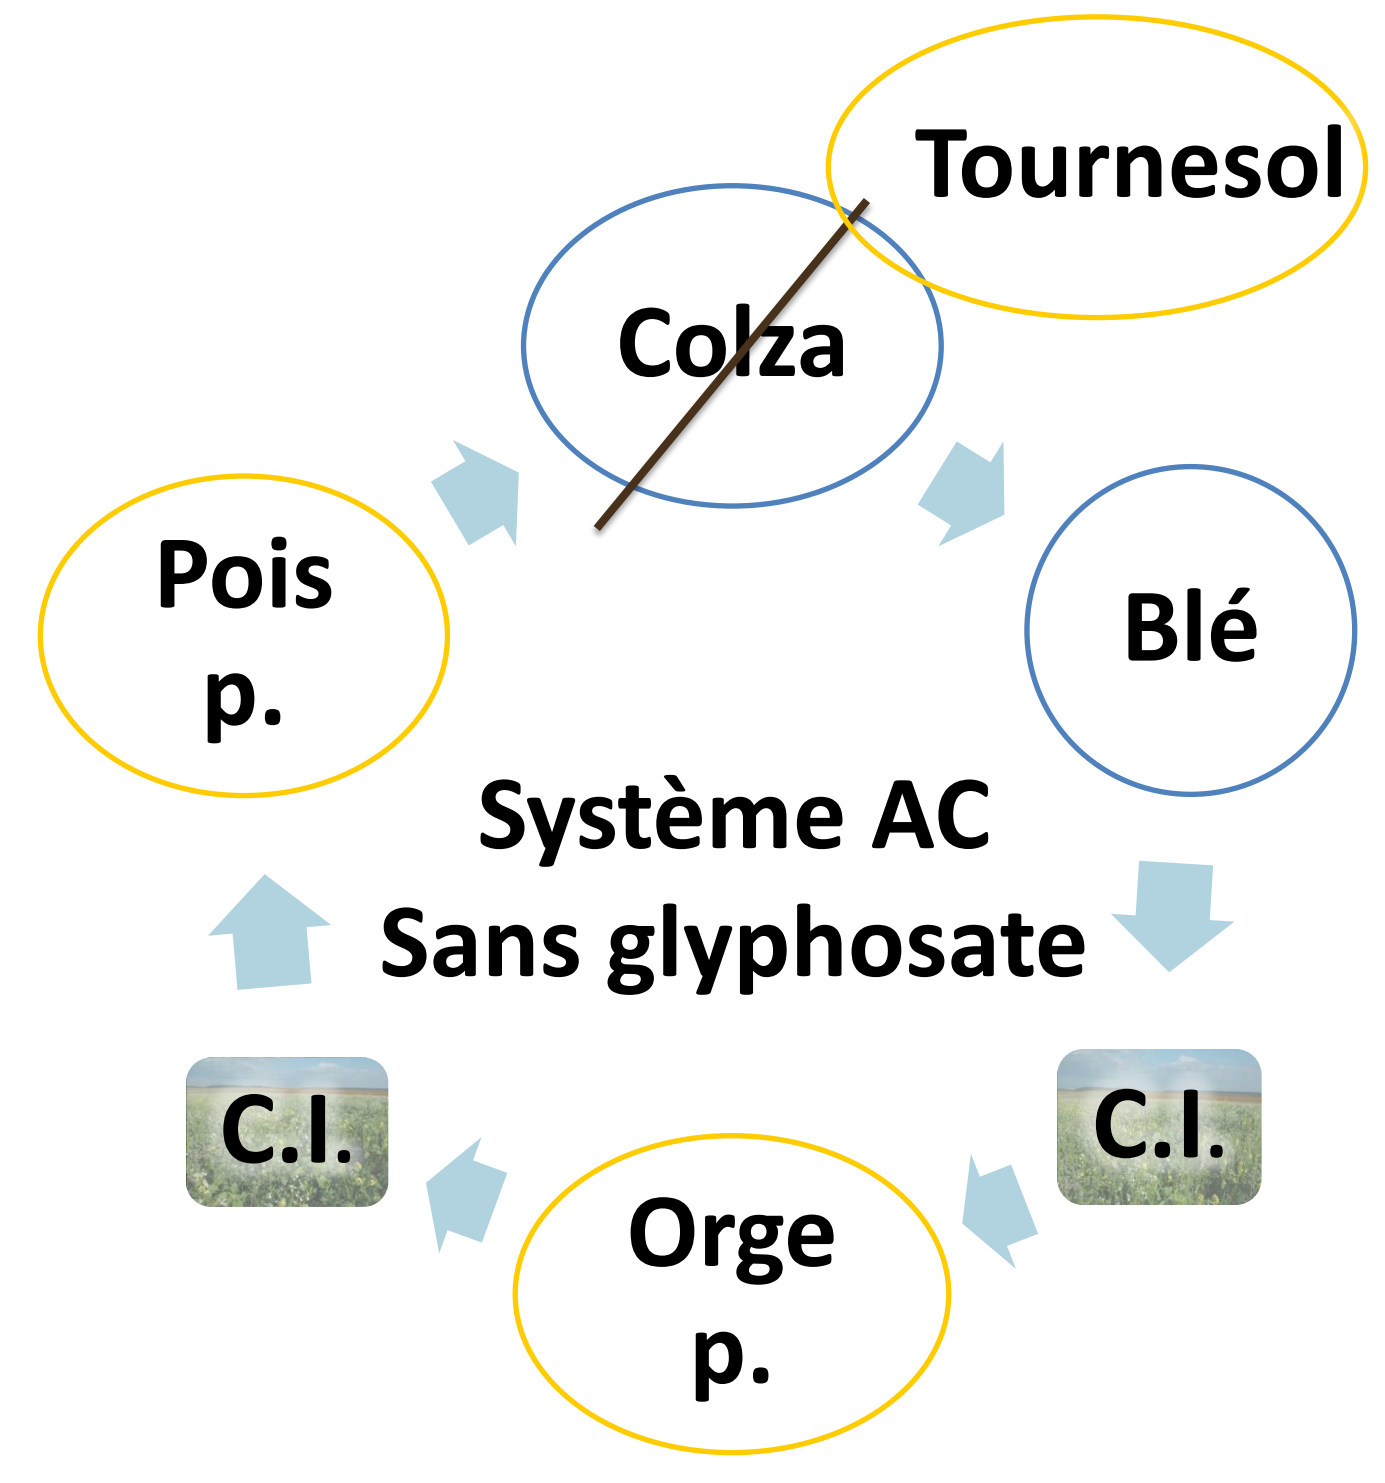 Tournesol
Colza
Pois
p.
Blé
Système AC
Sans glyphosate
C.I.
C.I.
Orge
p.